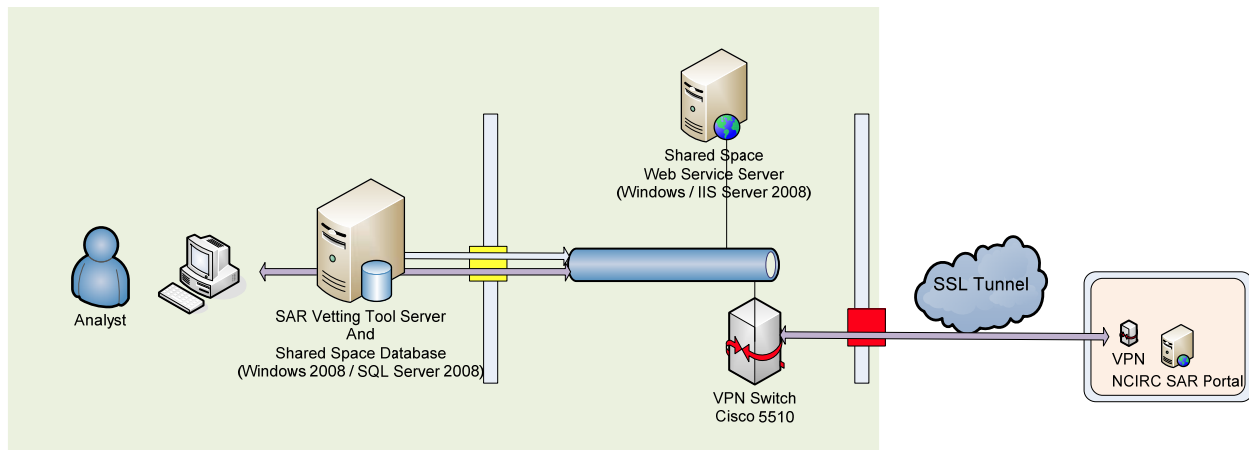 Analyst
SAR Vetting Tool Server
And
Shared Space Database
(Windows 2008 / SQL Server 2008)
Shared Space
Web Service Server
(Windows / IIS Server 2008)
VPN Switch
Cisco 5510
SSL Tunnel
VPN
NCIRC SAR Portal